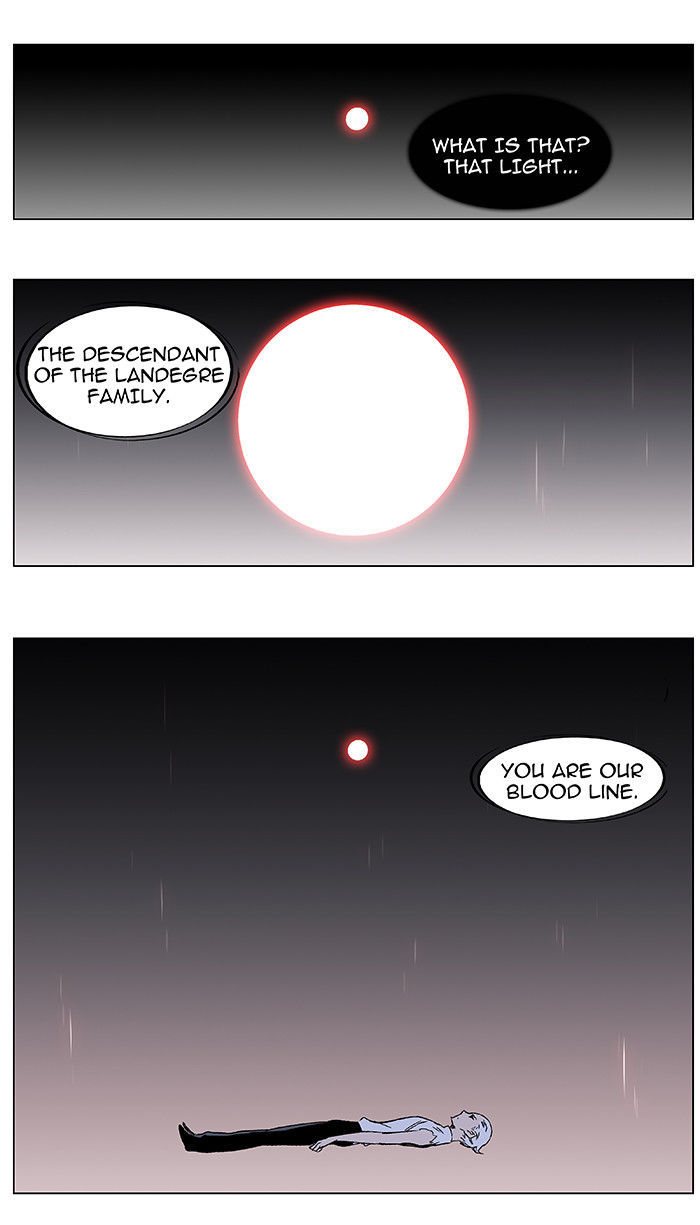 WHAT IS THAT?
THAT LIGHT...
THE DESCENDANT
OF THE LANDEGRE
FAMILY.
YOU ARE OUR
BLOOD LINE.